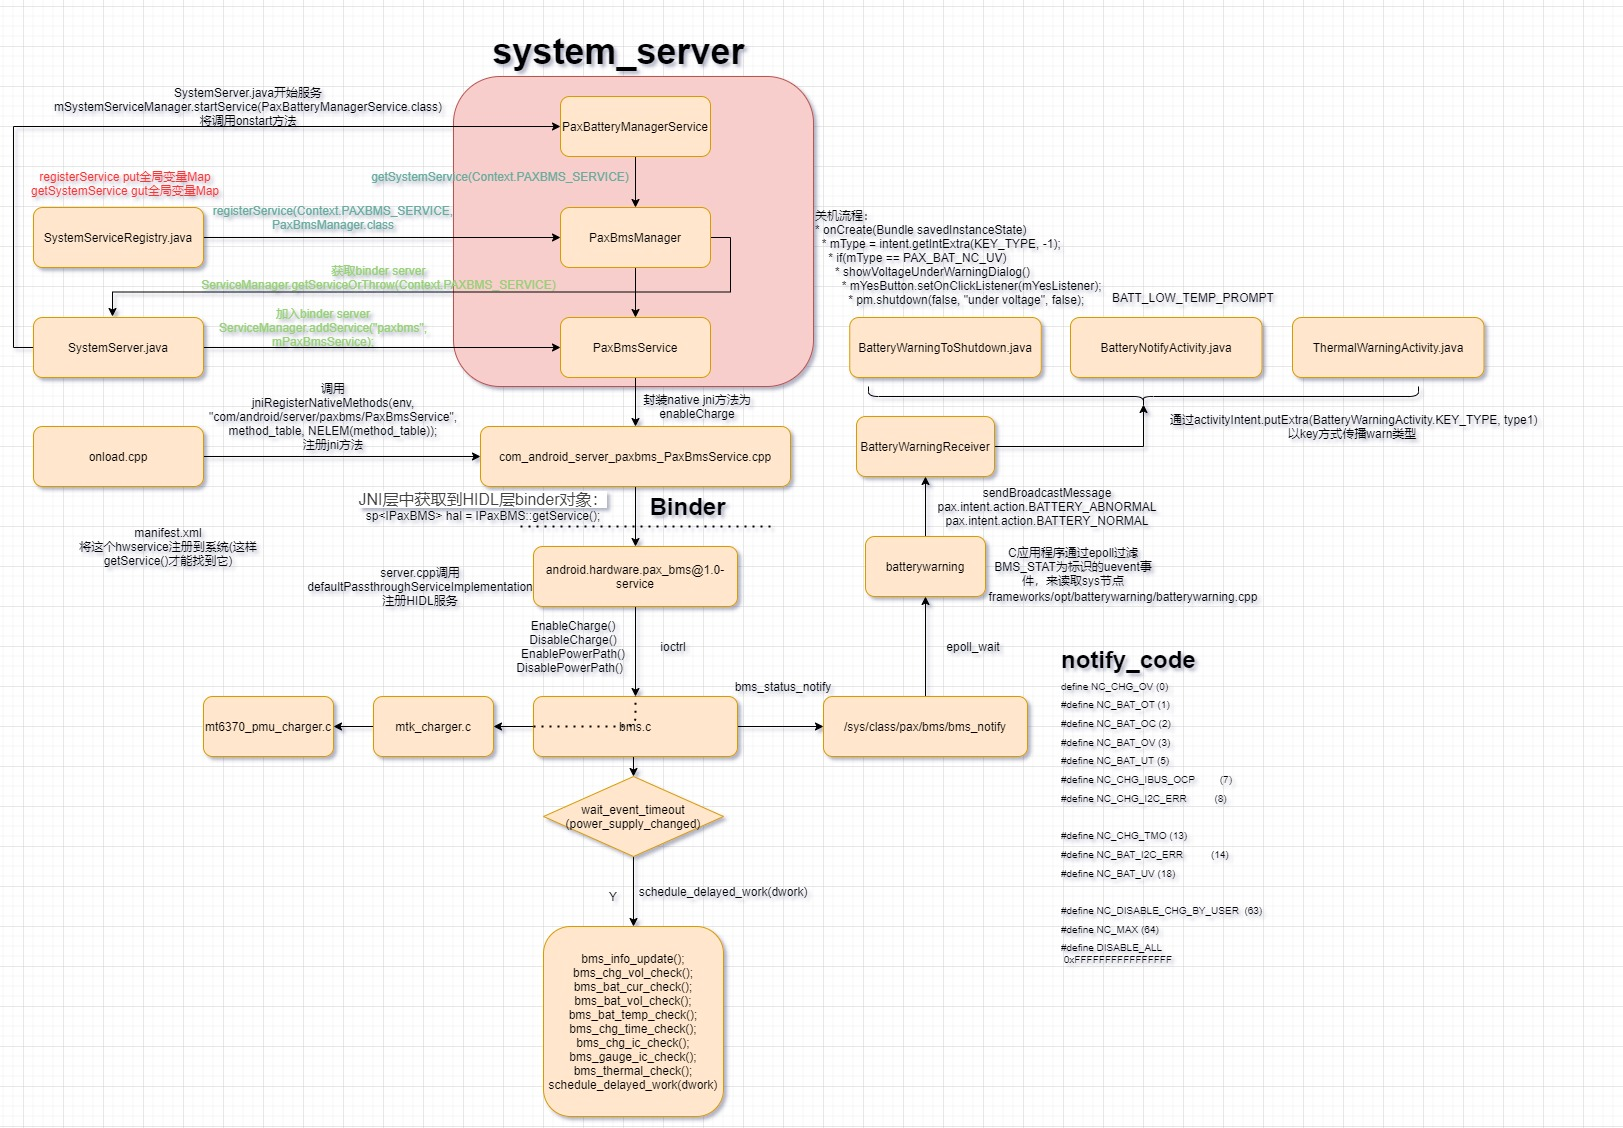 system_server
SystemServer.java开始服务
mSystemServiceManager.startService(PaxBatteryManagerService.class)
将调用onstart方法
PaxBatteryManagerService
registerService put全局变量Map
getSystemService gut全局变量Map
getSystemService(Context.PAXBMS_SERVICE)
SystemServiceRegistry.java
registerService(Context.PAXBMS_SERVICE,
PaxBmsManager.class
PaxBmsManager
获取binder server
ServiceManager.getServiceOrThrow(Context.PAXBMS_SERVICE)
加入binder server
ServiceManager.addService("paxbms",
mPaxBmsService);
SystemServer.java
PaxBmsService
关机流程：
* onCreate(Bundle savedInstanceState)
* mType = intent.getIntExtra(KEY_TYPE, -1);
* if(mType == PAX_BAT_NC_UV)
* showVoltageUnderWarningDialog()
* mYesButton.setOnClickListener(mYesListener);
* pm.shutdown(false, "under voltage", false);
BATT_LOW_TEMP_PROMPT
BatteryWarningToShutdown.java
BatteryNotifyActivity.java
ThermalWarningActivity.java
调用
jniRegisterNativeMethods(env,
"com/android/server/paxbms/PaxBmsService",
method_table, NELEM(method_table));
注册jni方法
封装native jni方法为
enableCharge
onload.cpp
com_android_server_paxbms_PaxBmsService.cpp
BatteryWarningReceiver
通过activityIntent.putExtra(BatteryWarningActivity.KEY_TYPE, type1)
以key方式传播warn类型
JNI层中获取到HIDL层binder对象：
sp<IPaxBMS> hal = IPaxBMS::getService();
Binder
sendBroadcastMessage
pax.intent.action.BATTERY_ABNORMAL
pax.intent.action.BATTERY_NORMAL
manifest.xml
将这个hwservice注册到系统(这样
getService()才能找到它)
server.cpp调用
defaultPassthroughServiceImplementation
注册HIDL服务
android.hardware.pax_bms@1.0-
service
batterywarning
C应用程序通过epoll过滤
BMS_STAT为标识的uevent事
件，来读取sys节点
frameworks/opt/batterywarning/batterywarning.cpp
EnableCharge()
DisableCharge()
EnablePowerPath()
DisablePowerPath()
ioctrl
epoll_wait
bms_status_notify
mt6370_pmu_charger.c
mtk_charger.c
bms.c
/sys/class/pax/bms/bms_notify
wait_event_timeout
(power_supply_changed)
Y
schedule_delayed_work(dwork)
bms_info_update();
bms_chg_vol_check();
bms_bat_cur_check();
bms_bat_vol_check();
bms_bat_temp_check();
bms_chg_time_check();
bms_chg_ic_check();
bms_gauge_ic_check();
bms_thermal_check();
schedule_delayed_work(dwork)
notify_code
define NC_CHG_OV (0)
#define NC_BAT_OT (1)
#define NC_BAT_OC (2)
#define NC_BAT_OV (3)
#define NC_BAT_UT (5)
#define NC_CHG_IBUS_OCP (7)
#define NC_CHG_I2C_ERR (8)
#define NC_CHG_TMO (13)
#define NC_BAT_I2C_ERR (14)
#define NC_BAT_UV (18)
#define NC_DISABLE_CHG_BY_USER (63)
#define NC_MAX (64)
#define DISABLE_ALL
0xFFFFFFFFFFFFFFFF